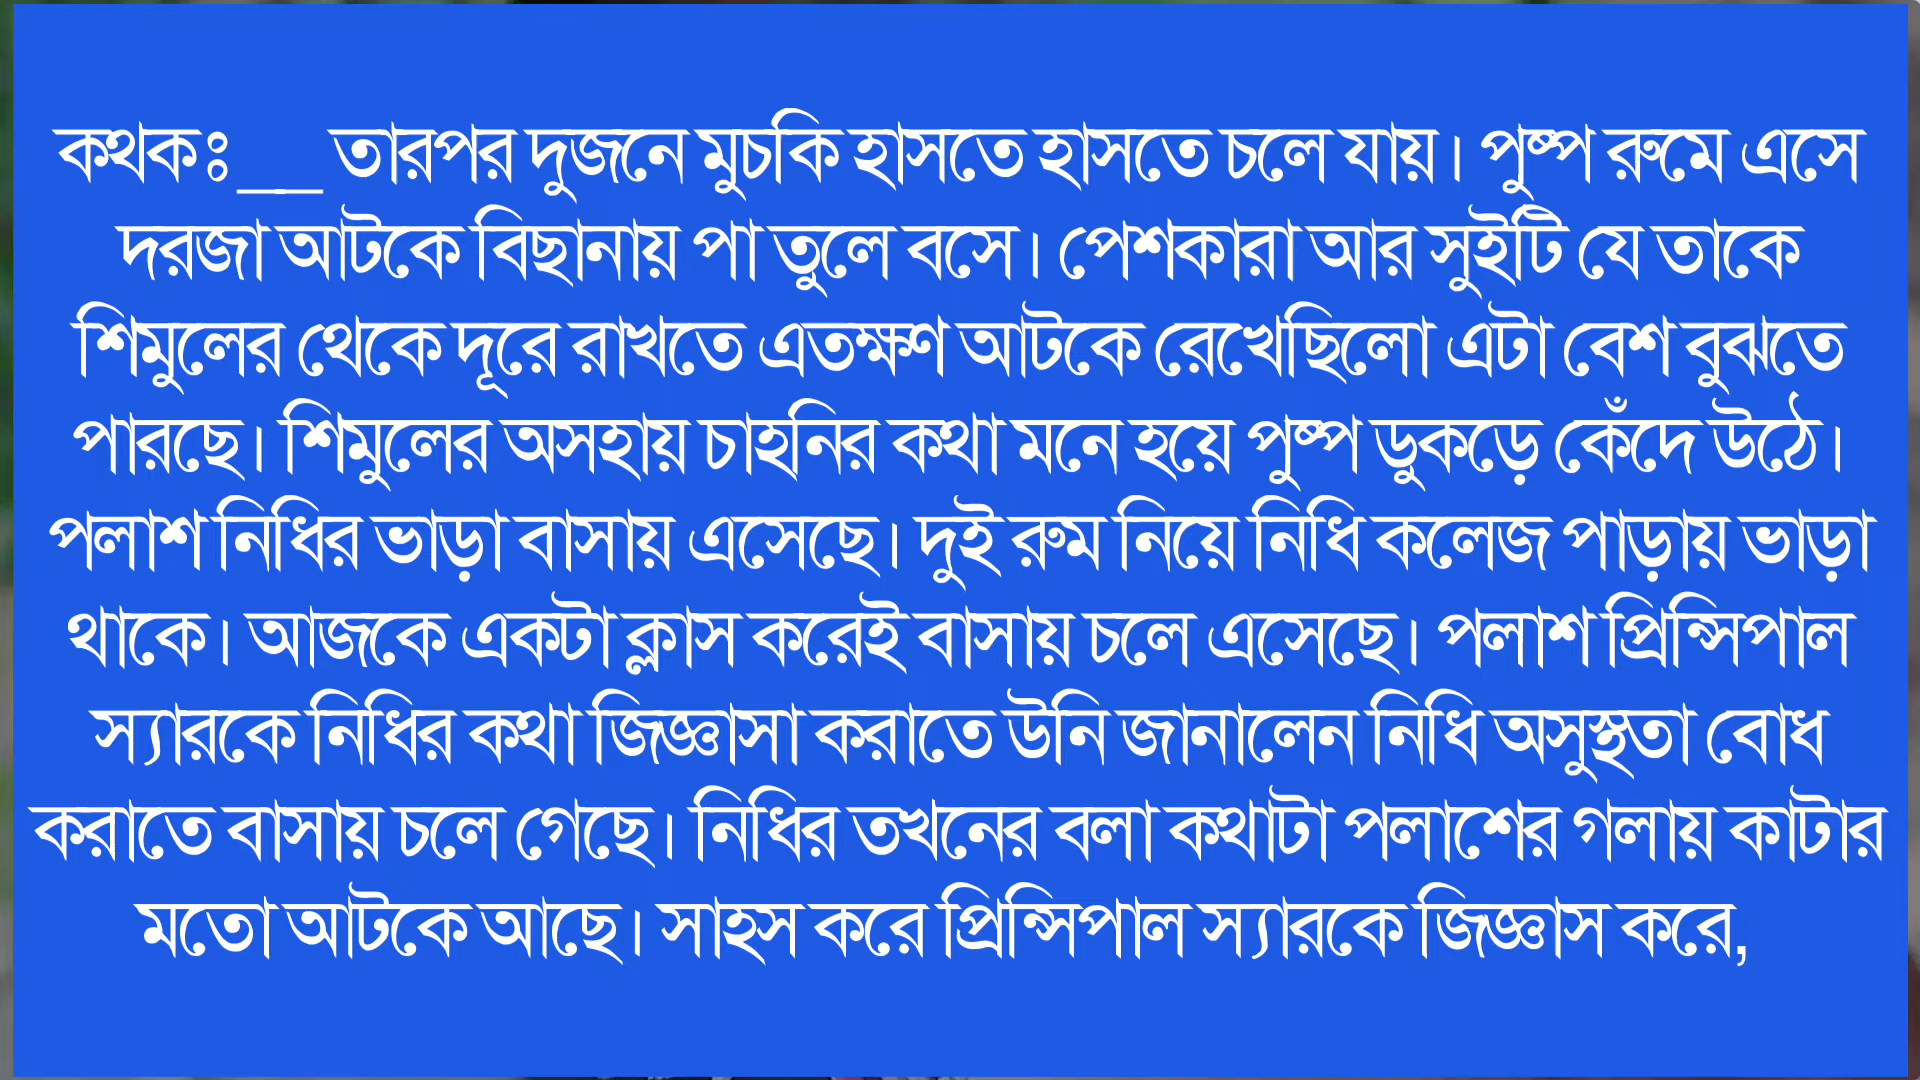 কথকঃ__ তারপর দুজনে মুচকি হাসতে হাসতে চলে যায়। পুষ্প রুমে এসে
দরজা আটকে বিছানায় পা তুলে বসে। পেশকারা আর সুইটি যে তাকে
শিমুলের থেকে দূরে রাখতে এতক্ষণ আটকে রেখেছিলো এটা বেশ বুঝতে
পারছে। শিমুলের অসহায় চাহনির কথা মনে হয়ে পুষ্প ডুকড়ে কেঁদে উঠে।
পলাশ নিধির ভাড়া বাসায় এসেছে। দুই রুম নিয়ে নিধি কলেজ পাড়ায় ভাড়া
থাকে। আজকে একটা ক্লাস করেই বাসায় চলে এসেছে। পলাশ প্রিন্সিপাল
স্যারকে নিধির কথা জিজ্ঞাসা করাতে উনি জানালেন নিধি অসুস্থতা বোধ
করাতে বাসায় চলে গেছে। নিধির তখনের বলা কথাটা পলাশের গলায় কাটার
মতো আটকে আছে। সাহস করে প্রিন্সিপাল স্যারকে জিজ্ঞাস করে,